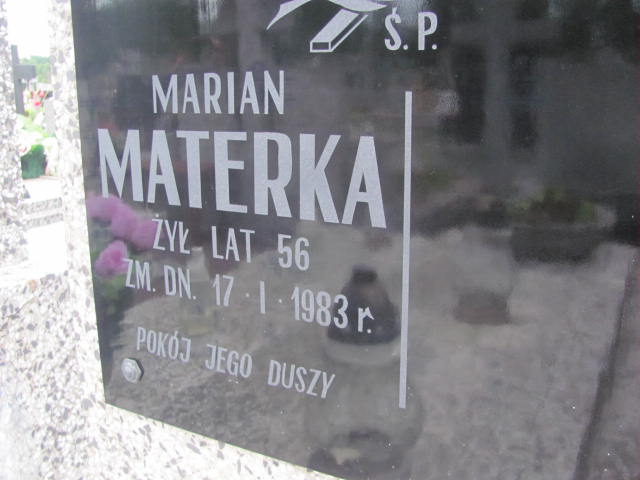 Ś.P.
MARIAN
MATERKA
ŻYŁ LAT 56
ZM. DN. 17·I·1983 r.
POKÓJ JEGO DUSZY